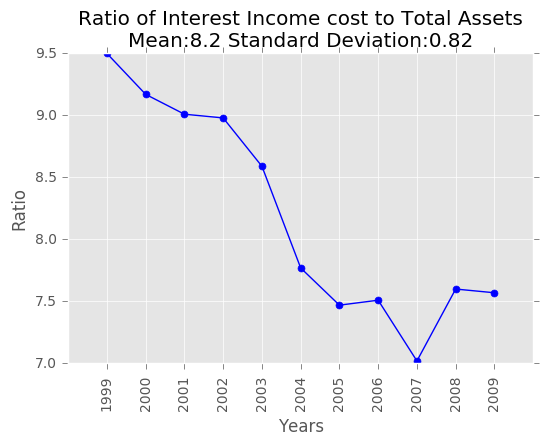 Ratio of Interest Income cost to Total Assets
Mean:8.2 Standard Deviation:0.82
9.5
9.0
8.5
8.0
7.5
7.0
Ratio
1999 2000 2001 2002 2003 2004 2005 2006 2007 2008 2009
Years